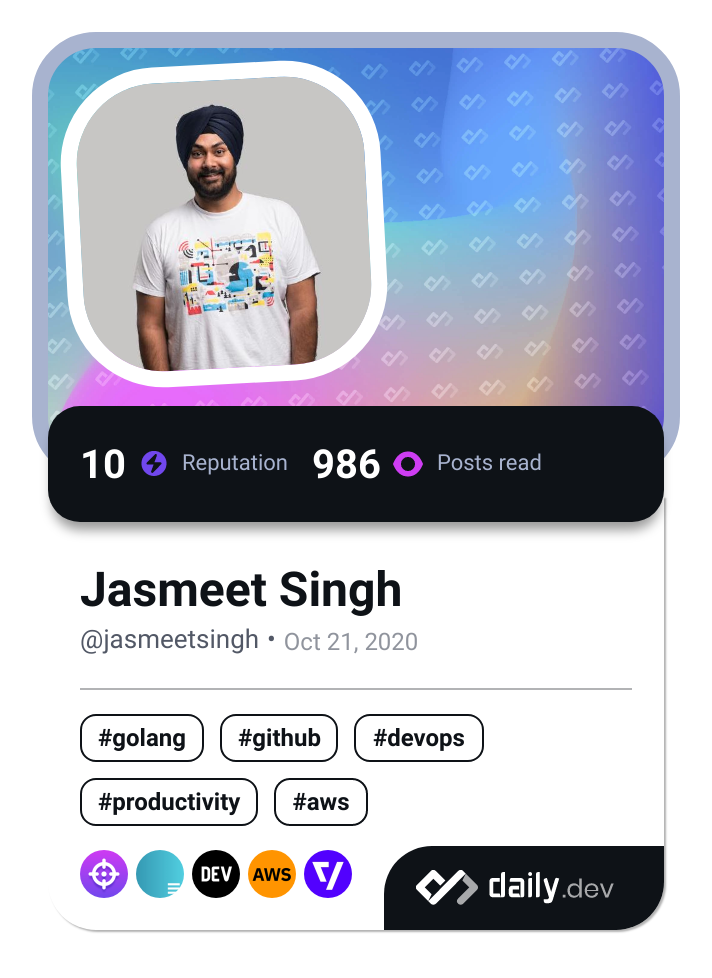 10 Reputation 986 Posts read
Jasmeet Singh
@jasmeetsingh • Oct 21, 2020
#golang #github #devops
#productivity #aws
DEV AWS
daily.dev